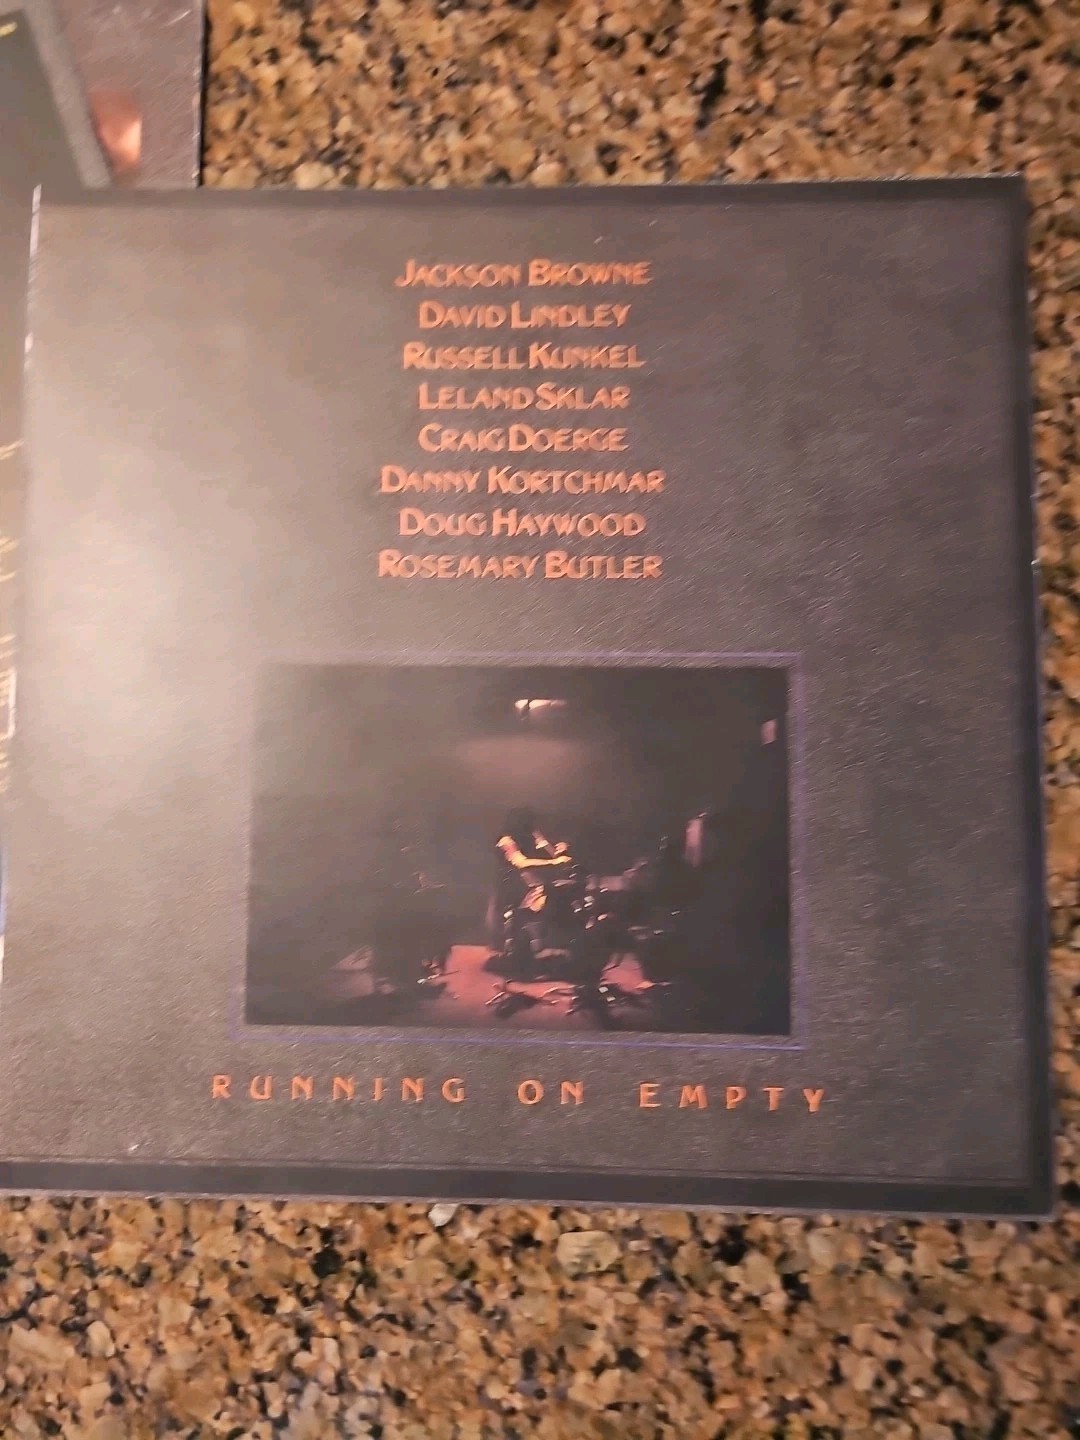 JACKSON BROWNE
DAVID LINDLEY
RUSSELL KUNKEL
LELAND SKLAR
CRAIG DOERGE
DANNY KORTCHMAR
DOUG HAYWOOD
ROSEMARY BUTLER
RUNNING ON EMPTY